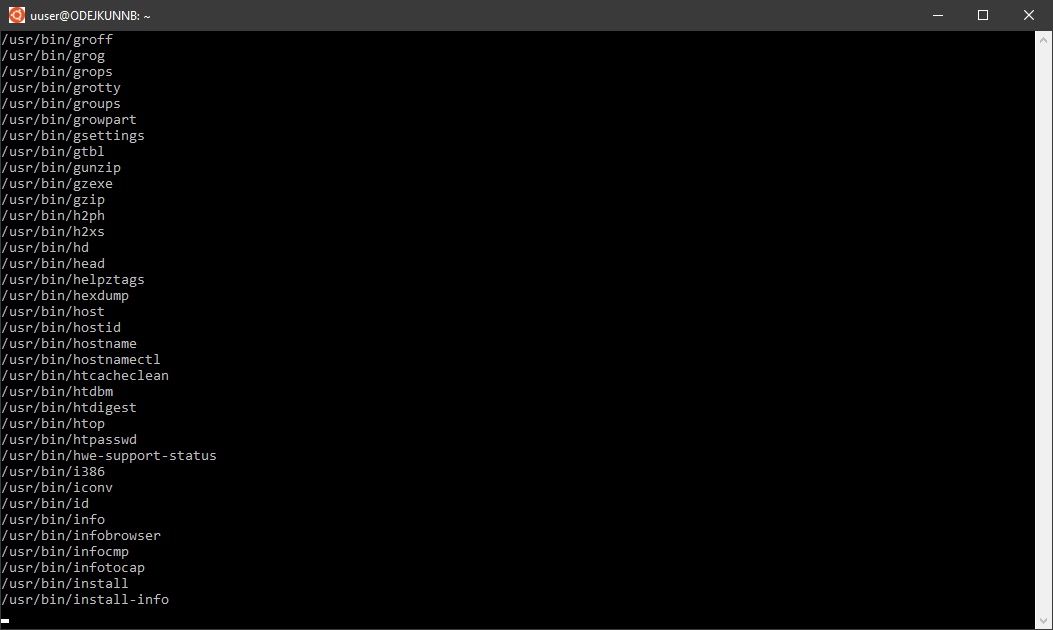 uuser@ODEJKUNNB: ~
/usr/bin/groff
/usr/bin/grog
/usr/bin/grops
/usr/bin/grotty
/usr/bin/groups
/usr/bin/growpart
/usr/bin/gsettings
/usr/bin/gtbl
/usr/bin/gunzip
/usr/bin/gzexe
/usr/bin/gzip
/usr/bin/h2ph
/usr/bin/h2xs
/usr/bin/hd
/usr/bin/head
/usr/bin/helpztags
/usr/bin/hexdump
/usr/bin/host
/usr/bin/hostid
/usr/bin/hostname
/usr/bin/hostnamectl
/usr/bin/htcacheclean
/usr/bin/htdbm
/usr/bin/htdigest
/usr/bin/htop
/usr/bin/htpasswd
/usr/bin/hwe-support-status
/usr/bin/i386
/usr/bin/iconv
/usr/bin/id
/usr/bin/info
/usr/bin/infobrowser
/usr/bin/infocmp
/usr/bin/infotocap
/usr/bin/install
/usr/bin/install-info